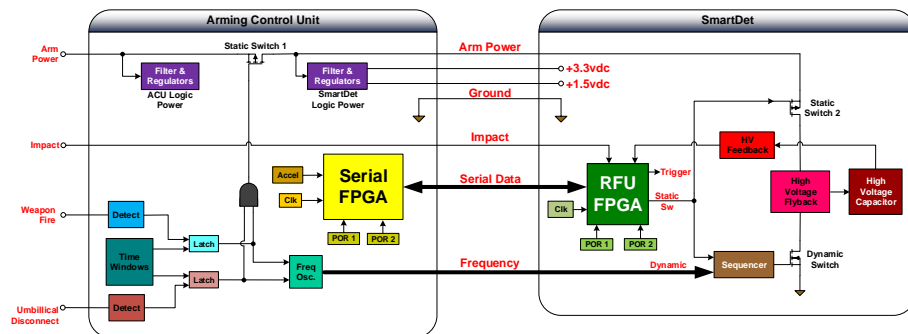 Arming Control Unit
SmartDet
Static Switch 1
Arm
Power
Arm Power
Filter &
Regulators
ACU Logic
Power
Filter &
Regulators
SmartDet
Logic Power
+3.3vdc
+1.5vdc
Ground
Static
Switch 2
Impact
Impact
HV
Feedback
Accel
Clk
Serial
FPGA
POR 1
POR 2
Serial Data
RFU
FPGA
Clk
POR 1
POR 2
Trigger
Static
Sw
High
Voltage
Flyback
High
Voltage
Capacitor
Weapon
Fire
Detect
Latch
Time
Windows
Latch
Freq
Osc.
Frequency
Dynamic
Sequencer
Dynamic
Switch
Umbillical
Disconnect
Detect